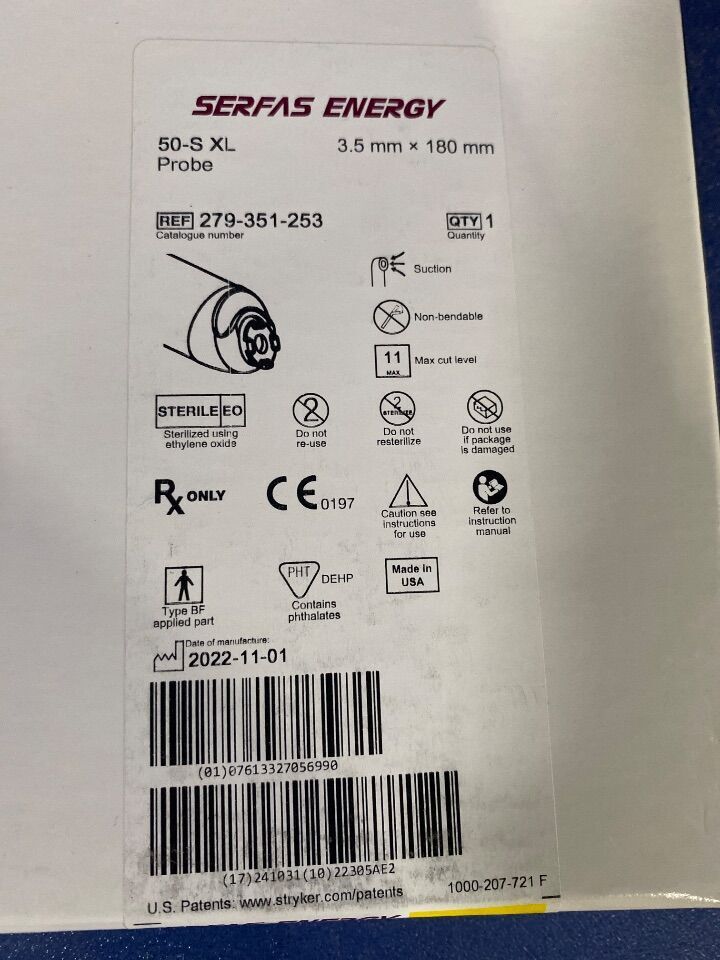 SERFAS ENERGY
50-S XL 3.5 mm × 180 mm
Probe
REF 279-351-253 QTY 1
Catalogue number Quantity
Suction
Non-bendable
11 Max cut level
MAX
STERILE EO 2 2 STERILIZE
Sterilized using ethylene oxide
Do not re-use
Do not resterilize
Do not use if package is damaged
Rx ONLY CE 0197
Caution see instructions for use
Refer to instruction manual
PHT DEHP Made in USA
Type BF applied part
Contains phthalates
Date of manufacture:
2022-11-01
(01)07613327056990
(17)241031(10)22305AE2
U.S. Patents: www.stryker.com/patents 1000-207-721 F